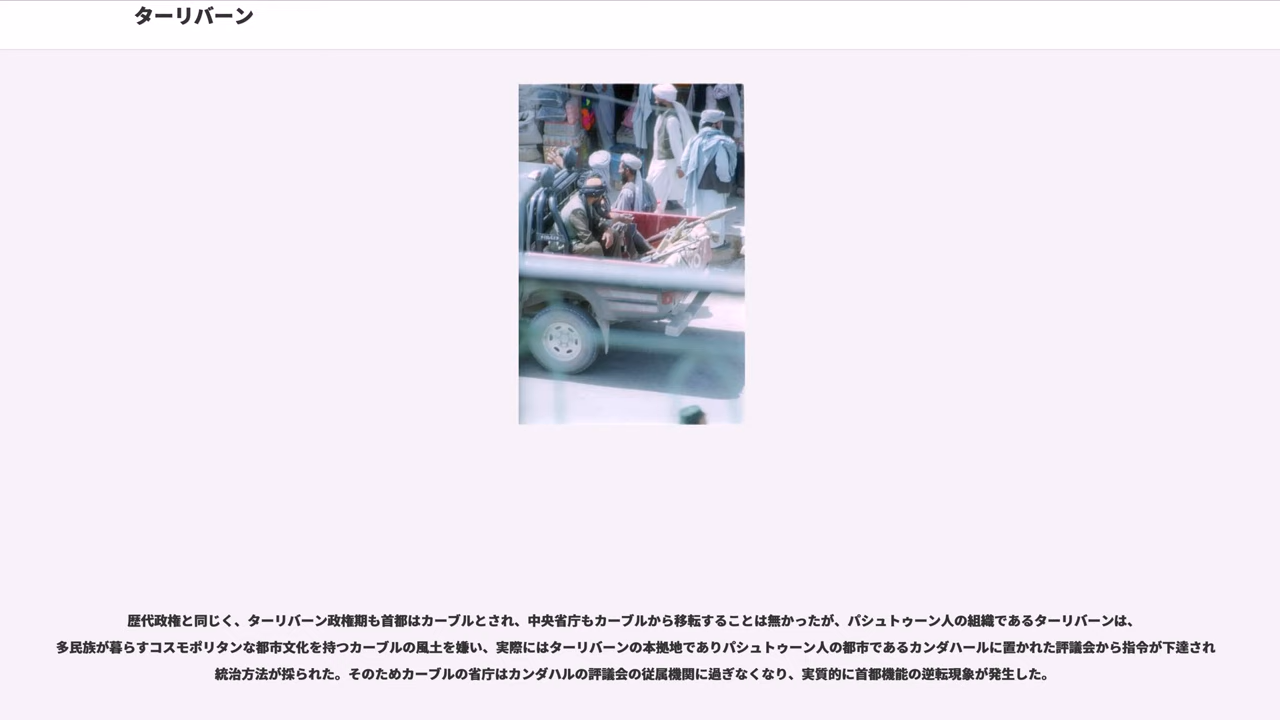 ターリバーン
歴代政権と同じく、ターリバーン政権期も首都はカーブルとされ、中央省庁もカーブルから移転することは無かったが、パシュトゥーン人の組織であるターリバーンは、
多民族が暮らすコスモポリタンな都市文化を持つカーブルの風土を嫌い、実際にはターリバーンの本拠地でありパシュトゥーン人の都市であるカンダハールに置かれた評議会から指令が下達され
統治方法が採られた。そのためカーブルの省庁はカンダハルの評議会の従属機関に過ぎなくなり、実質的に首都機能の逆転現象が発生した。